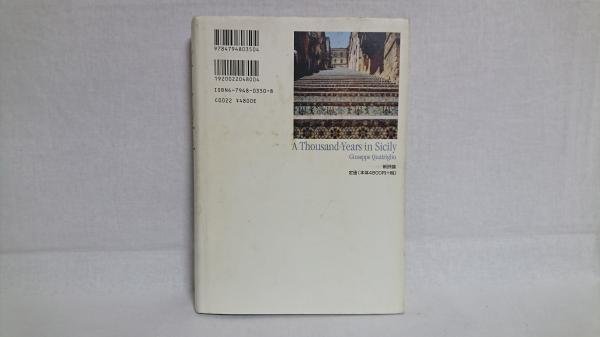 9784794803504
1920022048004
ISBN4-7948-0350-8
C0022 ¥4800E
A Thousand Years in Sicily
Giuseppe Quatriglio
新評論
定価(本体4800円+税)